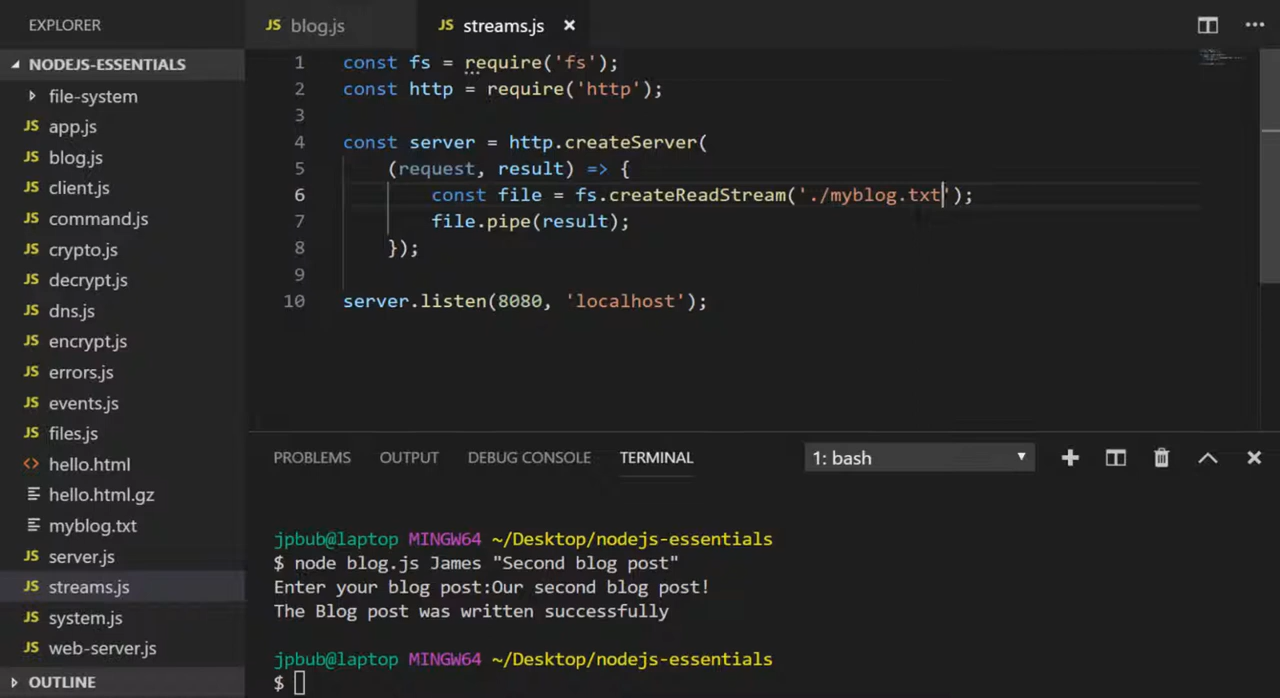 EXPLORER
NODEJS-ESSENTIALS
file-system
JS app.js
JS blog.js
JS client.js
JS command.js
JS crypto.js
JS decrypt.js
JS dns.js
JS encrypt.js
JS errors.js
JS events.js
JS files.js
<> hello.html
hello.html.gz
myblog.txt
JS server.js
JS streams.js
JS system.js
JS web-server.js
OUTLINE
JS blog.js JS streams.js ×
1 const fs = require('fs');
2 const http = require('http');
3
4 const server = http.createServer(
5 (request, result) => {
6 const file = fs.createReadStream('./myblog.txt');
7 file.pipe(result);
8 });
9
10 server.listen(8080, 'localhost');
PROBLEMS OUTPUT DEBUG CONSOLE TERMINAL 1: bash
jpbub@laptop MINGW64 ~/Desktop/nodejs-essentials
$ node blog.js James "Second blog post"
Enter your blog post:Our second blog post!
The Blog post was written successfully
jpbub@laptop MINGW64 ~/Desktop/nodejs-essentials
$